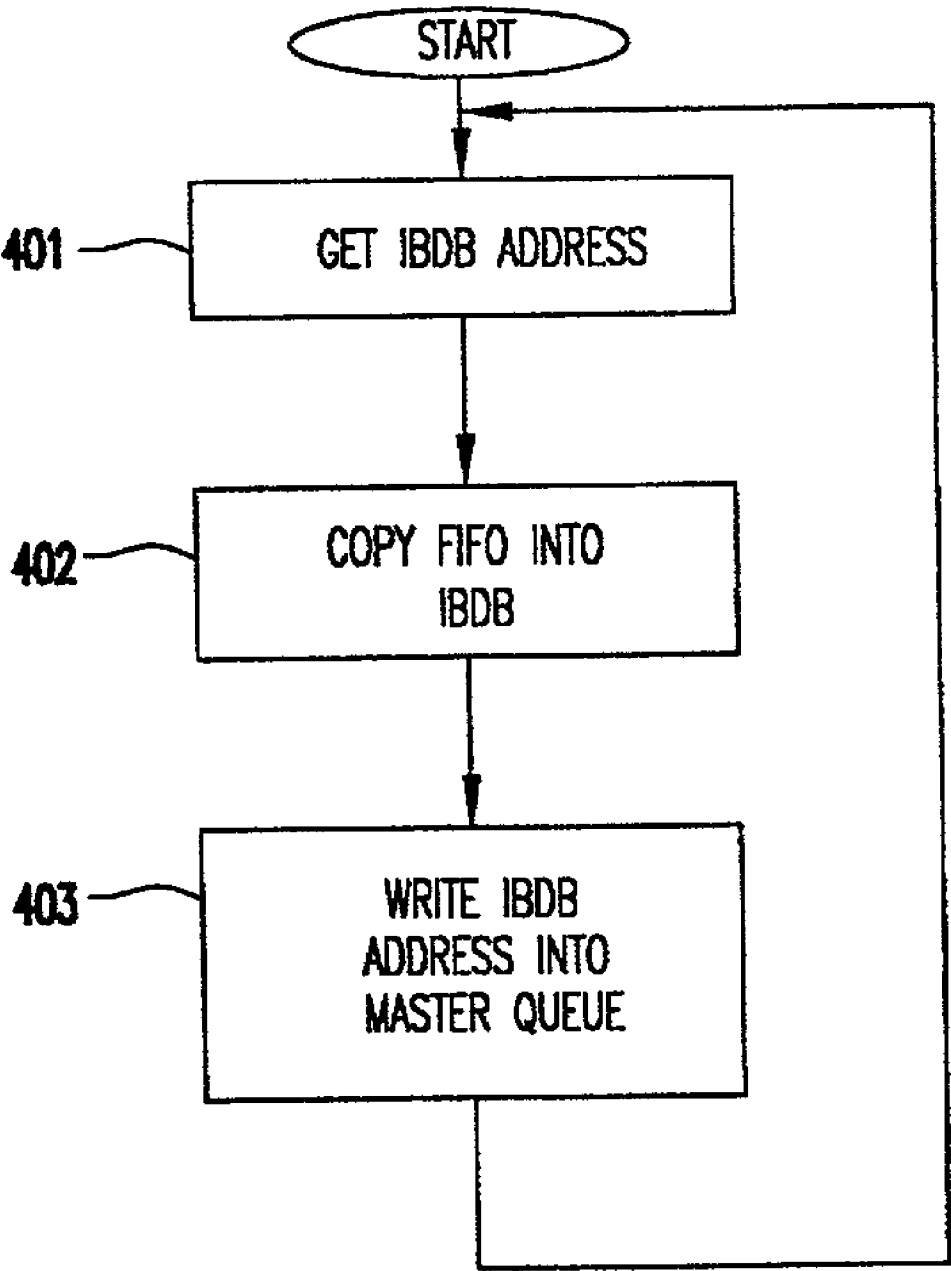 START
401
GET IBDB ADDRESS
402
COPY FIFO INTO
IBDB
403
WRITE IBDB
ADDRESS INTO
MASTER QUEUE